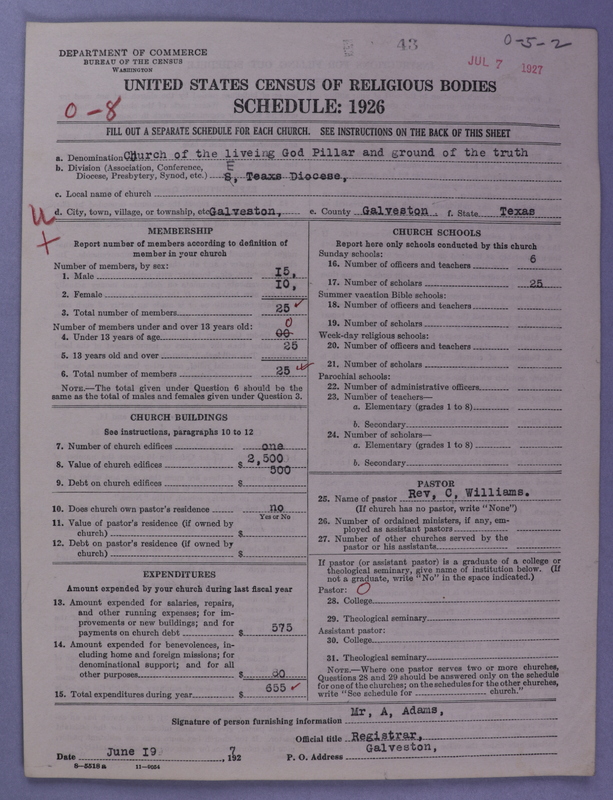 43
0-5-2
JUL 7 1927
DEPARTMENT OF COMMERCE
BUREAU OF THE CENSUS
WASHINGTON
UNITED STATES CENSUS OF RELIGIOUS BODIES
SCHEDULE: 1926
0-8
FILL OUT A SEPARATE SCHEDULE FOR EACH CHURCH. SEE INSTRUCTIONS ON THE BACK OF THIS SHEET
a. Denomination Church of the liveing God Pillar and ground of the truth
b. Division (Association, Conference, Diocese, Presbytery, Synod, etc.) E S, Teaxs Diocese,
c. Local name of church
d. City, town, village, or township, etc Galveston, e. County Galveston. f. State Texas
MEMBERSHIP
Report number of members according to definition of
member in your church
Number of members, by sex:
1. Male 15,
2. Female 10,
3. Total number of members 25
Number of members under and over 13 years old:
4. Under 13 years of age 00 0
5. 13 years old and over 25
6. Total number of members 25
NOTE.—The total given under Question 6 should be the
same as the total of males and females given under Question 3.
CHURCH BUILDINGS
See instructions, paragraphs 10 to 12
7. Number of church edifices one
8. Value of church edifices $ 2,500
9. Debt on church edifices $ 500
10. Does church own pastor's residence no
Yes or No
11. Value of pastor's residence (if owned by
church) $
12. Debt on pastor's residence (if owned by
church) $
EXPENDITURES
Amount expended by your church during last fiscal year
13. Amount expended for salaries, repairs,
and other running expenses; for im-
provements or new buildings; and for
payments on church debt $ 575
14. Amount expended for benevolences, in-
cluding home and foreign missions; for
denominational support; and for all
other purposes $ 80
15. Total expenditures during year $ 655
CHURCH SCHOOLS
Report here only schools conducted by this church
Sunday schools:
16. Number of officers and teachers 6
17. Number of scholars 25
Summer vacation Bible schools:
18. Number of officers and teachers
19. Number of scholars
Week-day religious schools:
20. Number of officers and teachers
21. Number of scholars
Parochial schools:
22. Number of administrative officers
23. Number of teachers—
a. Elementary (grades 1 to 8)
b. Secondary
24. Number of scholars—
a. Elementary (grades 1 to 8)
b. Secondary
PASTOR
25. Name of pastor Rev, C, Williams.
(If church has no pastor, write "None")
26. Number of ordained ministers, if any, em-
ployed as assistant pastors
27. Number of other churches served by the
pastor or his assistants
If pastor (or assistant pastor) is a graduate of a college or
theological seminary, give name of institution below. (If
not a graduate, write "No" in the space indicated.)
Pastor: 0
28. College
29. Theological seminary
Assistant pastor:
30. College
31. Theological seminary
NOTE.—Where one pastor serves two or more churches,
Questions 28 and 29 should be answered only on the schedule
for one of the churches; on the schedules for the other churches,
write "See schedule for church."
Signature of person furnishing information Mr, A, Adams,
Official title Registrar,
Date June 19 , 1927 P. O. Address Galveston,
8—5518a 11—9054